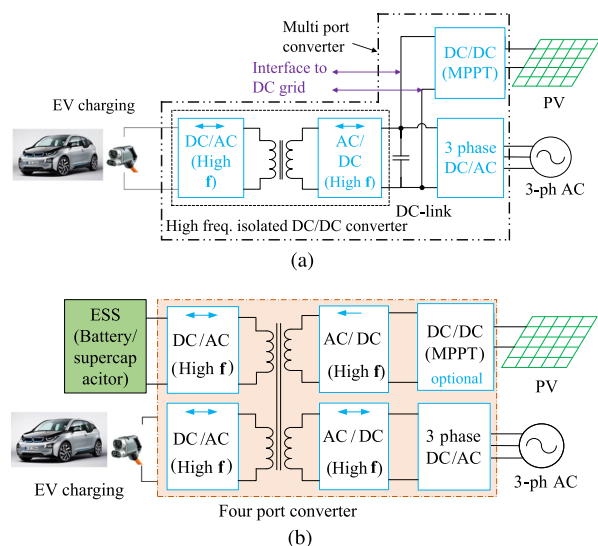 Multi port
converter
Interface to
DC grid
DC/DC
(MPPT)
PV
EV charging
DC/AC
(High
f)
AC/
DC
(High f)
3 phase
DC/AC
3-ph AC
DC-link
High freq. isolated DC/DC converter
(a)
ESS
(Battery/
supercap
acitor)
DC/AC
(High f)
AC/DC
(High f)
DC/DC
(MPPT)
optional
PV
EV charging
DC/AC
(High f)
AC/DC
(High f)
3 phase
DC/AC
3-ph AC
Four port converter
(b)